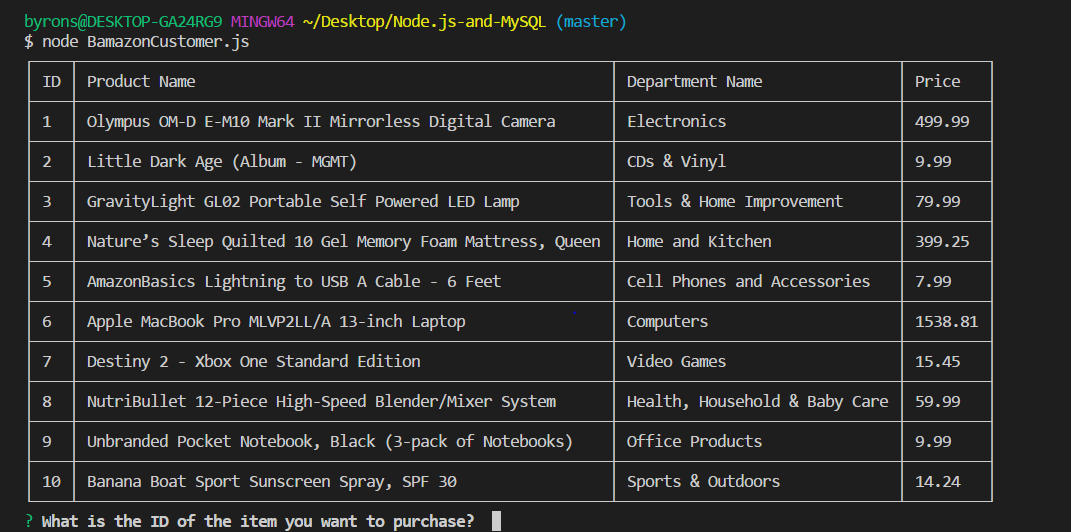 byrons@DESKTOP-GA24RG9 MINGW64 ~/Desktop/Node.js-and-MySQL (master)
$ node BamazonCustomer.js
ID Product Name Department Name Price
1 Olympus OM-D E-M10 Mark II Mirrorless Digital Camera Electronics 499.99
2 Little Dark Age (Album - MGMT) CDs & Vinyl 9.99
3 GravityLight GL02 Portable Self Powered LED Lamp Tools & Home Improvement 79.99
4 Nature’s Sleep Quilted 10 Gel Memory Foam Mattress, Queen Home and Kitchen 399.25
5 AmazonBasics Lightning to USB A Cable - 6 Feet Cell Phones and Accessories 7.99
6 Apple MacBook Pro MLVP2LL/A 13-inch Laptop Computers 1538.81
7 Destiny 2 - Xbox One Standard Edition Video Games 15.45
8 NutriBullet 12-Piece High-Speed Blender/Mixer System Health, Household & Baby Care 59.99
9 Unbranded Pocket Notebook, Black (3-pack of Notebooks) Office Products 9.99
10 Banana Boat Sport Sunscreen Spray, SPF 30 Sports & Outdoors 14.24
? What is the ID of the item you want to purchase?